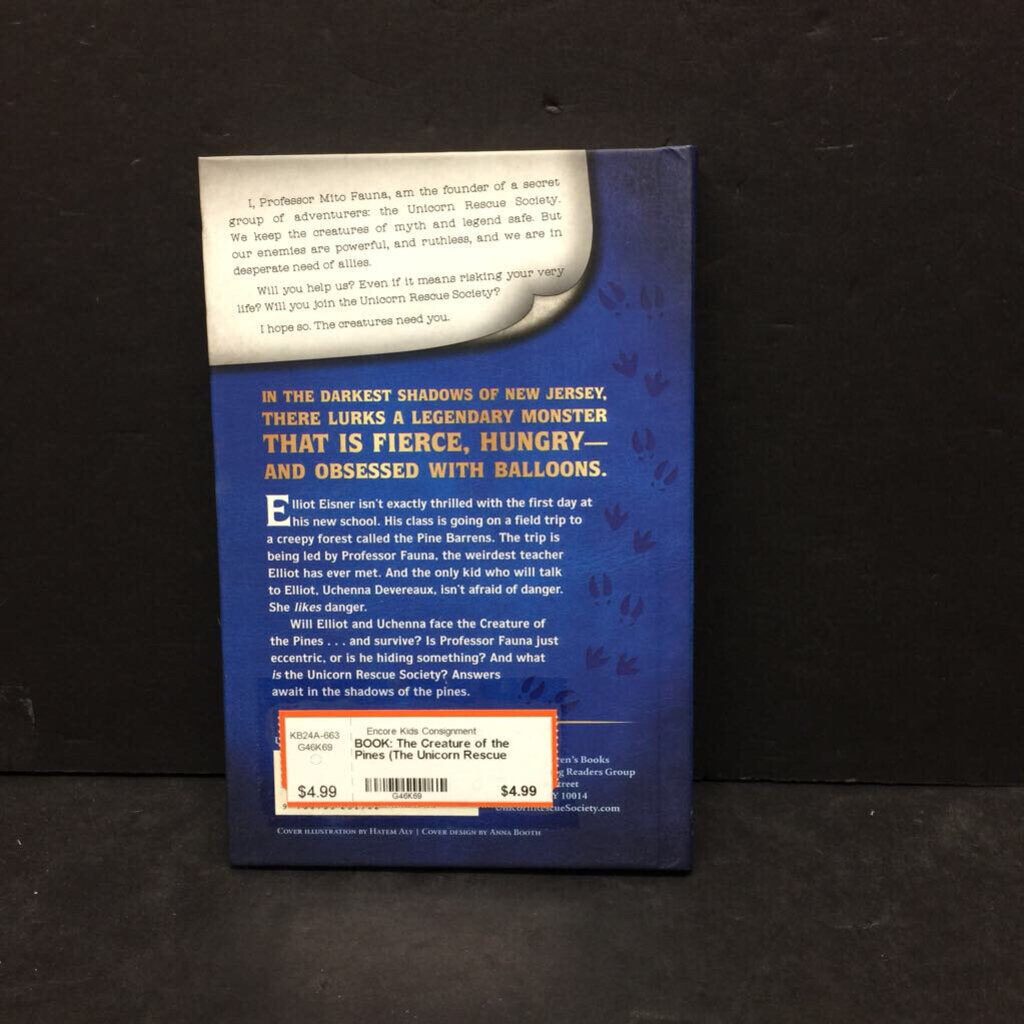 I, Professor Mito Fauna, am the founder of a secret
group of adventurers: the Unicorn Rescue Society.
We keep the creatures of myth and legend safe. But
our enemies are powerful, and ruthless, and we are in
desperate need of allies.
Will you help us? Even if it means risking your very
life? Will you join the Unicorn Rescue Society?
I hope so. The creatures need you.
IN THE DARKEST SHADOWS OF NEW JERSEY,
THERE LURKS A LEGENDARY MONSTER
THAT IS FIERCE, HUNGRY—
AND OBSESSED WITH BALLOONS.
Elliot Eisner isn't exactly thrilled with the first day at
his new school. His class is going on a field trip to
a creepy forest called the Pine Barrens. The trip is
being led by Professor Fauna, the weirdest teacher
Elliot has ever met. And the only kid who will talk
to Elliot, Uchenna Devereaux, isn't afraid of danger.
She likes danger.
Will Elliot and Uchenna face the Creature of
the Pines . . . and survive? Is Professor Fauna just
eccentric, or is he hiding something? And what
is the Unicorn Rescue Society? Answers
await in the shadows of the pines.
KB24A-663
G46K69
$4.99
Encore Kids Consignment
BOOK: The Creature of the
Pines (The Unicorn Rescue
G46K69
$4.99
ren's Books
g Readers Group
treet
Y 10014
UnicornRescueSociety.com
Cover illustration by Hatem Aly | Cover design by Anna Booth